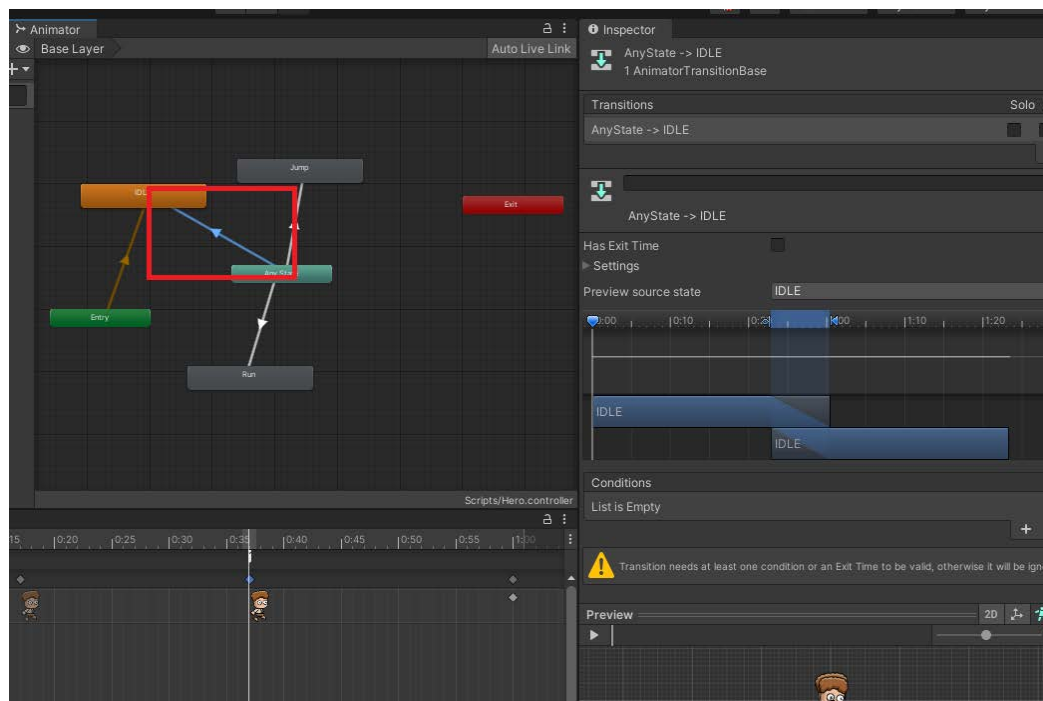 Animator
Base Layer
Auto Live Link
Jump
Exit
Any State
Entry
Run
Scripts/Hero.controller
0:20 0:25 0:30 0:35 0:40 0:45 0:50 0:55 1:00
Inspector
AnyState -> IDLE
1 AnimatorTransitionBase
Transitions Solo
AnyState -> IDLE
AnyState -> IDLE
Has Exit Time
Settings
Preview source state IDLE
0:10 1:00 1:10 1:20
IDLE
IDLE
Conditions
List is Empty
+
Transition needs at least one condition or an Exit Time to be valid, otherwise it will be ign
Preview 2D